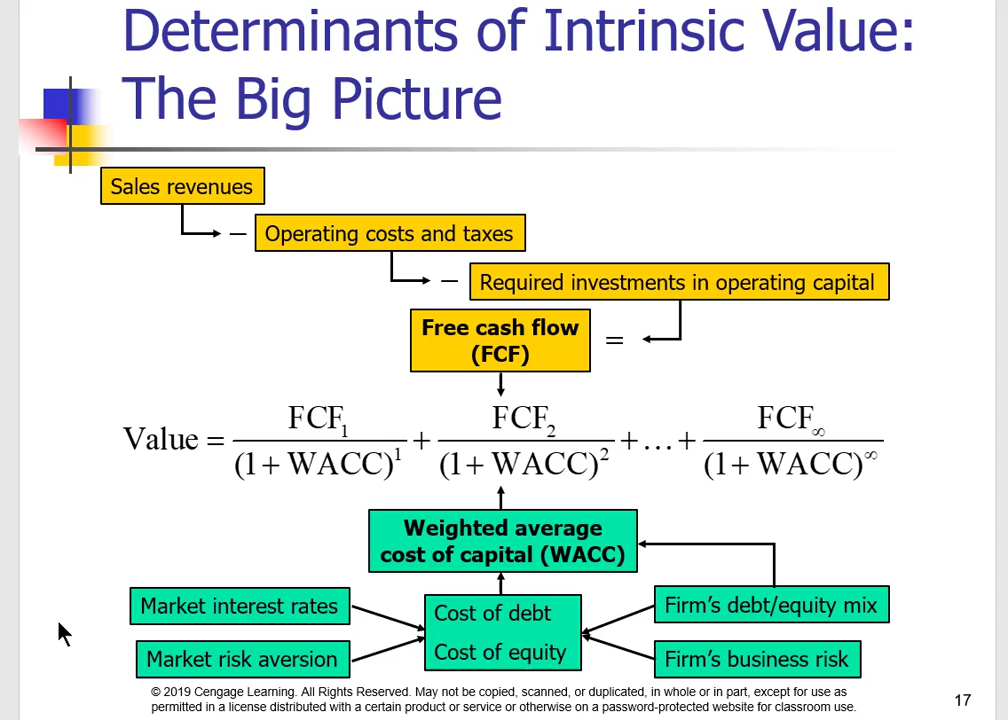 Determinants of Intrinsic Value:
The Big Picture
Sales revenues
− Operating costs and taxes
− Required investments in operating capital
Free cash flow
(FCF)
=
Value = FCF₁/(1 + WACC)¹ + FCF₂/(1 + WACC)² + … + FCF∞/(1 + WACC)^∞
Weighted average
cost of capital (WACC)
Market interest rates
Market risk aversion
Cost of debt
Cost of equity
Firm's debt/equity mix
Firm's business risk
© 2019 Cengage Learning. All Rights Reserved. May not be copied, scanned, or duplicated, in whole or in part, except for use as
permitted in a license distributed with a certain product or service or otherwise on a password-protected website for classroom use.
17